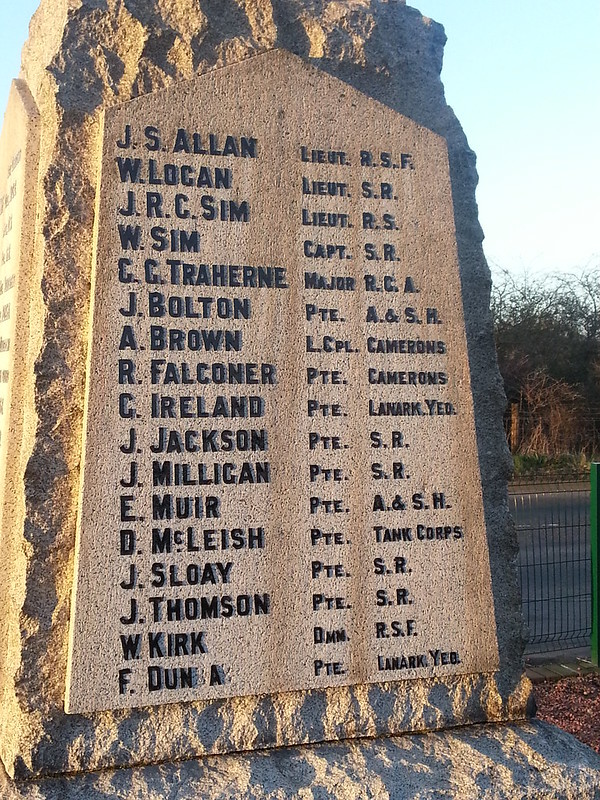 J. S. ALLAN LIEUT. R.S.F.
W. LOGAN LIEUT. S.R.
J. R. C. SIM LIEUT. R.S.
W. SIM CAPT. S.R.
G. G. TRAHERNE MAJOR R.G.A.
J. BOLTON PTE. A.& S.H.
A. BROWN L.CPL. CAMERONS
R. FALCONER PTE. CAMERONS
G. IRELAND PTE. LANARK. YEO.
J. JACKSON PTE. S.R.
J. MILLIGAN PTE. S.R.
E. MUIR PTE. A.& S.H.
D. McLEISH PTE. TANK CORPS
J. SLOAY PTE. S.R.
J. THOMSON PTE. S.R.
W. KIRK DMM. R.S.F.
F. DUN A PTE. LANARK. YEO.